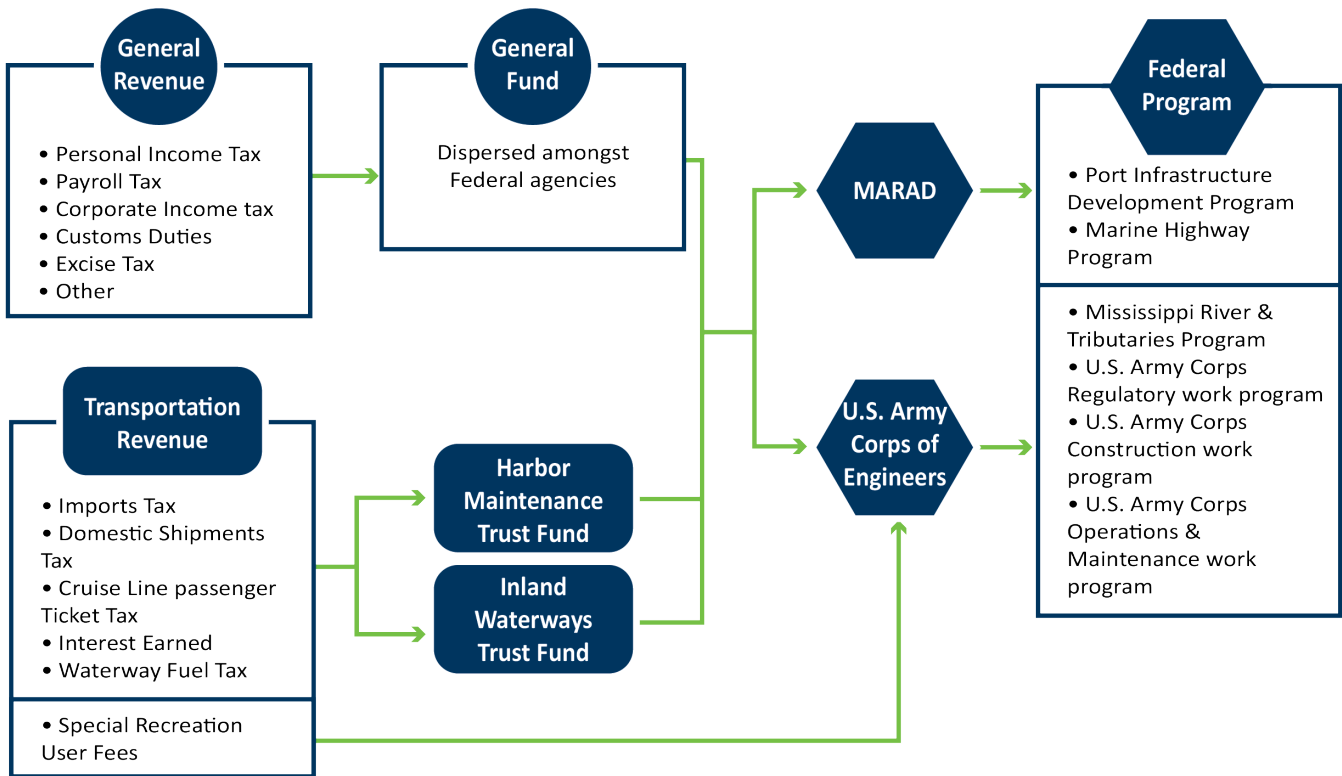 General
Revenue
• Personal Income Tax
• Payroll Tax
• Corporate Income tax
• Customs Duties
• Excise Tax
• Other
General
Fund
Dispersed amongst
Federal agencies
Transportation
Revenue
• Imports Tax
• Domestic Shipments
Tax
• Cruise Line passenger
Ticket Tax
• Interest Earned
• Waterway Fuel Tax
• Special Recreation
User Fees
Harbor
Maintenance
Trust Fund
Inland
Waterways
Trust Fund
MARAD
U.S. Army
Corps of
Engineers
Federal
Program
• Port Infrastructure
Development Program
• Marine Highway
Program
• Mississippi River &
Tributaries Program
• U.S. Army Corps
Regulatory work program
• U.S. Army Corps
Construction work
program
• U.S. Army Corps
Operations &
Maintenance work
program